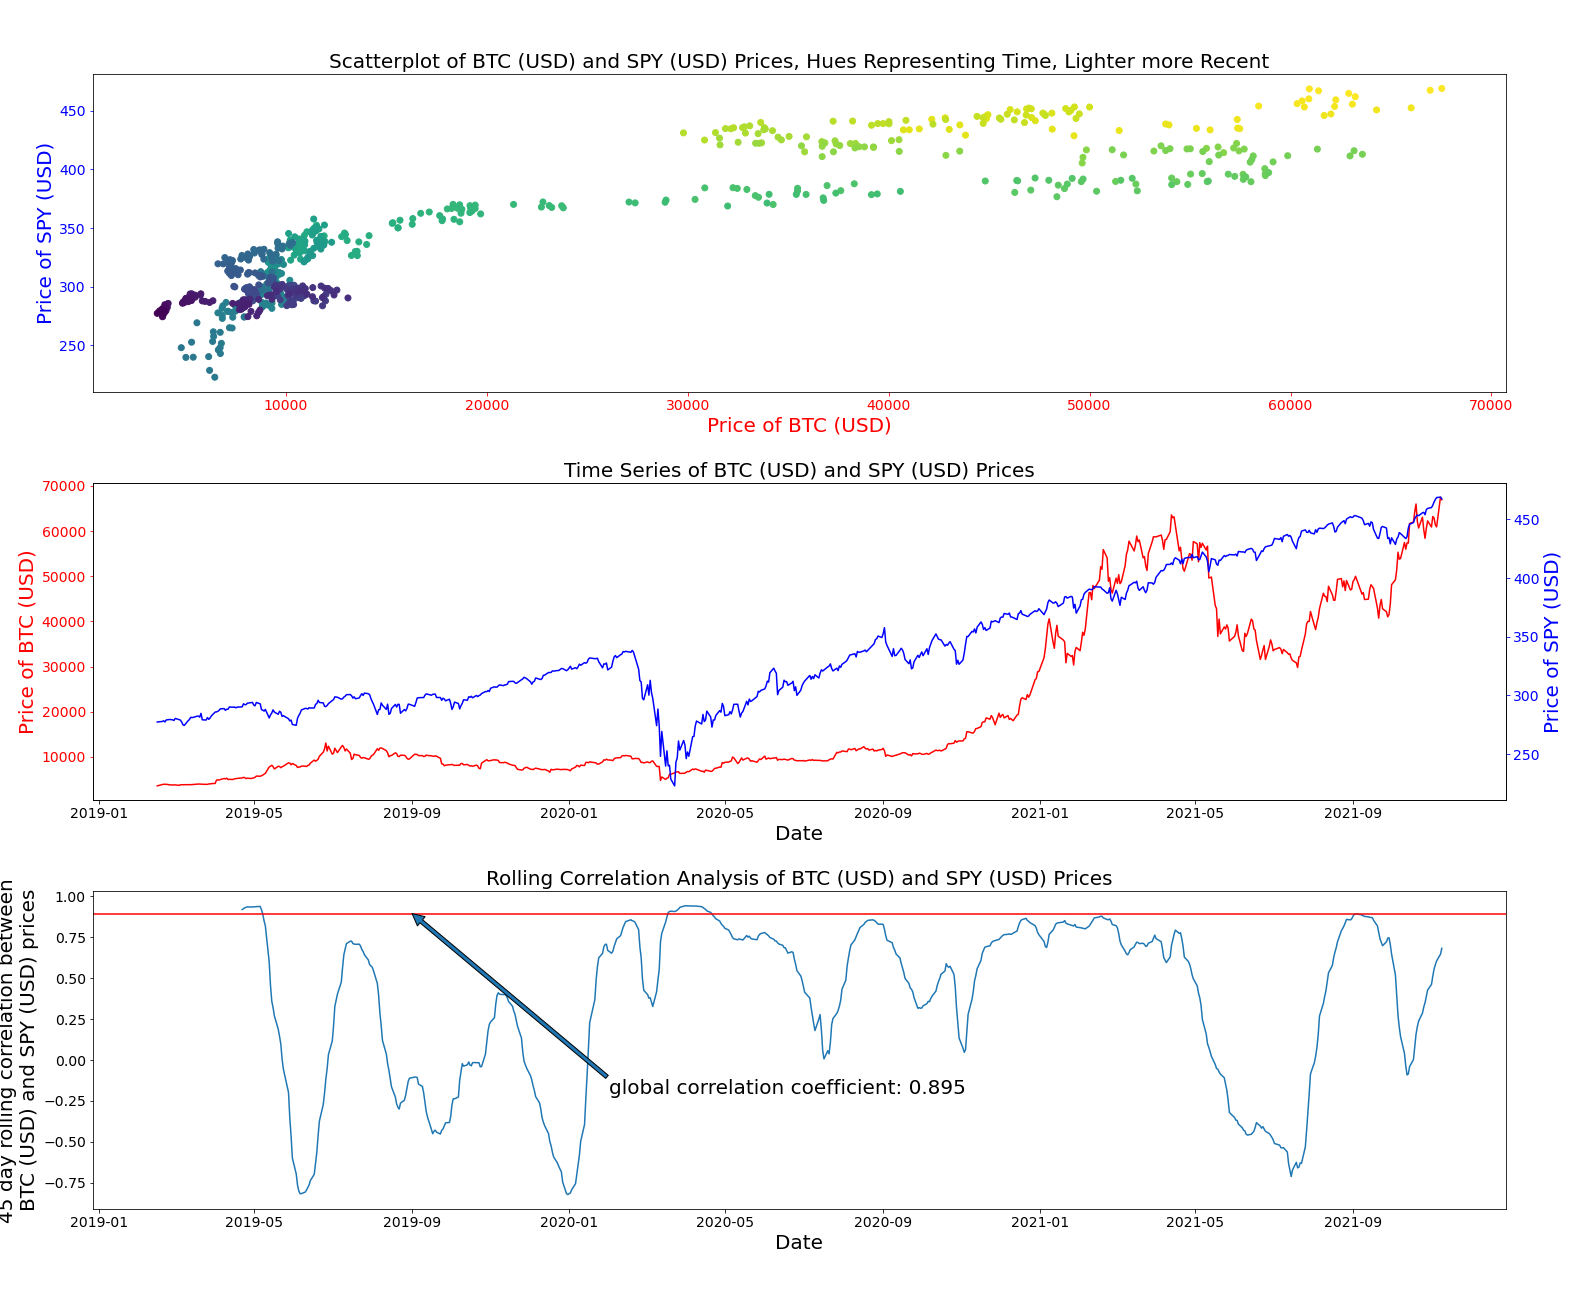 Scatterplot of BTC (USD) and SPY (USD) Prices, Hues Representing Time, Lighter more Recent
Price of SPY (USD)
450
400
350
300
250
10000 20000 30000 40000 50000 60000 70000
Price of BTC (USD)
Time Series of BTC (USD) and SPY (USD) Prices
Price of BTC (USD)
70000
60000
50000
40000
30000
20000
10000
450
400
350
300
250
Price of SPY (USD)
2019-01 2019-05 2019-09 2020-01 2020-05 2020-09 2021-01 2021-05 2021-09
Date
Rolling Correlation Analysis of BTC (USD) and SPY (USD) Prices
45 day rolling correlation between
BTC (USD) and SPY (USD) prices
1.00
0.75
0.50
0.25
0.00
−0.25
−0.50
−0.75
global correlation coefficient: 0.895
2019-01 2019-05 2019-09 2020-01 2020-05 2020-09 2021-01 2021-05 2021-09
Date